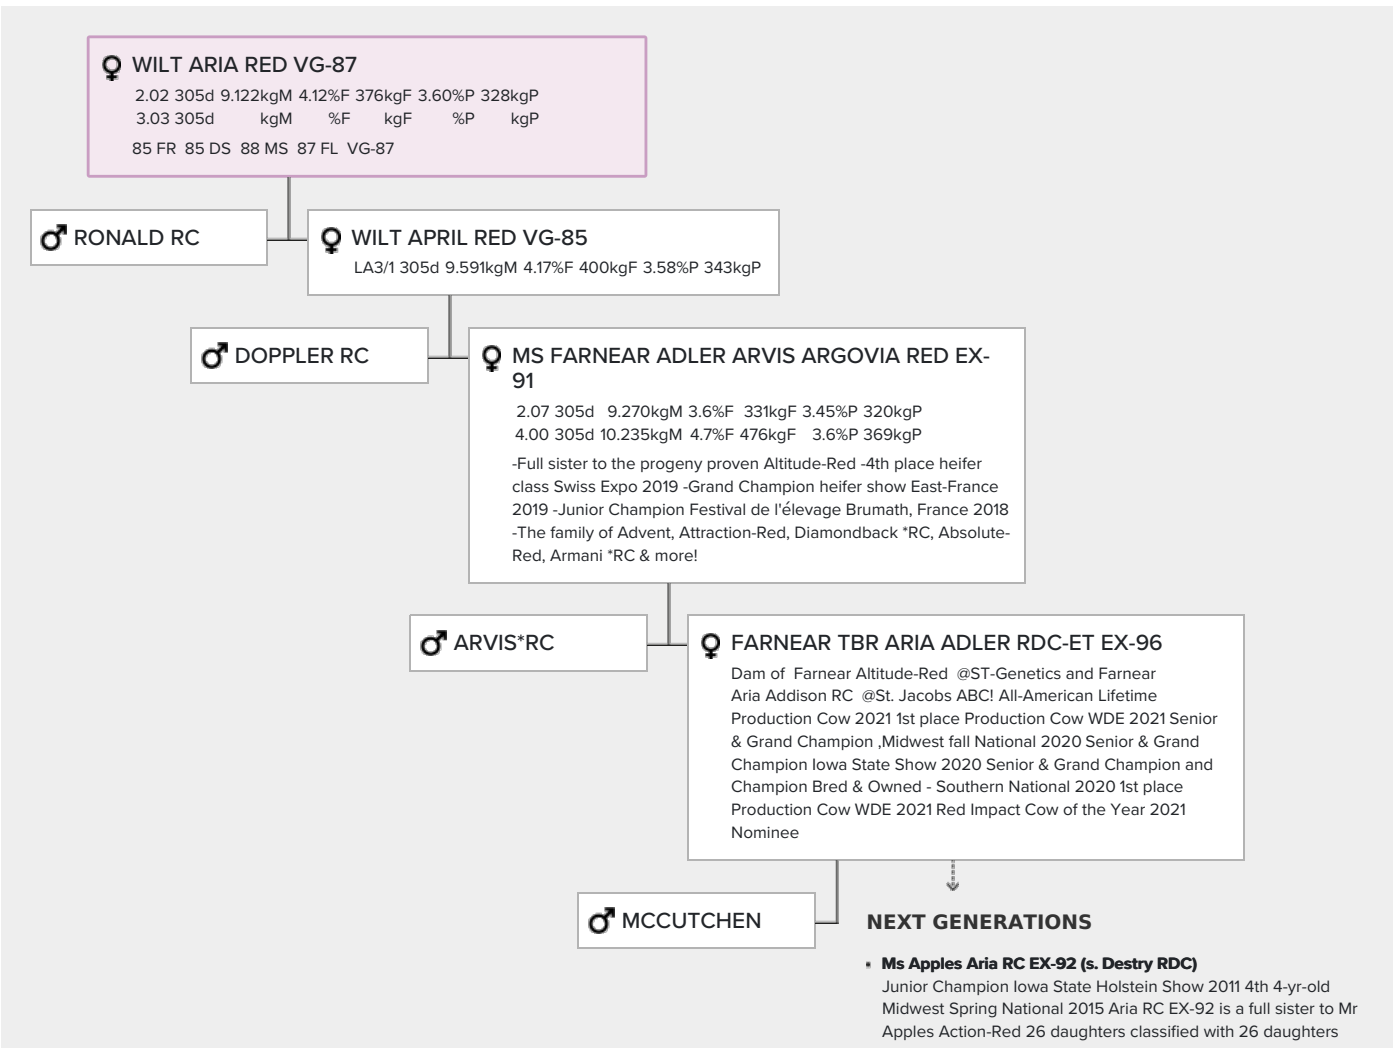 WILT ARIA RED VG-87
2.02 305d 9.122kgM 4.12%F 376kgF 3.60%P 328kgP
3.03 305d kgM %F kgF %P kgP
85 FR 85 DS 88 MS 87 FL VG-87
RONALD RC
WILT APRIL RED VG-85
LA3/1 305d 9.591kgM 4.17%F 400kgF 3.58%P 343kgP
DOPPLER RC
MS FARNEAR ADLER ARVIS ARGOVIA RED EX-
91
2.07 305d 9.270kgM 3.6%F 331kgF 3.45%P 320kgP
4.00 305d 10.235kgM 4.7%F 476kgF 3.6%P 369kgP
-Full sister to the progeny proven Altitude-Red -4th place heifer
class Swiss Expo 2019 -Grand Champion heifer show East-France
2019 -Junior Champion Festival de l'élevage Brumath, France 2018
-The family of Advent, Attraction-Red, Diamondback *RC, Absolute-
Red, Armani *RC & more!
ARVIS*RC
FARNEAR TBR ARIA ADLER RDC-ET EX-96
Dam of Farnear Altitude-Red @ST-Genetics and Farnear
Aria Addison RC @St. Jacobs ABC! All-American Lifetime
Production Cow 2021 1st place Production Cow WDE 2021 Senior
& Grand Champion ,Midwest fall National 2020 Senior & Grand
Champion Iowa State Show 2020 Senior & Grand Champion and
Champion Bred & Owned - Southern National 2020 1st place
Production Cow WDE 2021 Red Impact Cow of the Year 2021
Nominee
MCCUTCHEN
NEXT GENERATIONS
Ms Apples Aria RC EX-92 (s. Destry RDC)
Junior Champion Iowa State Holstein Show 2011 4th 4-yr-old
Midwest Spring National 2015 Aria RC EX-92 is a full sister to Mr
Apples Action-Red 26 daughters classified with 26 daughters